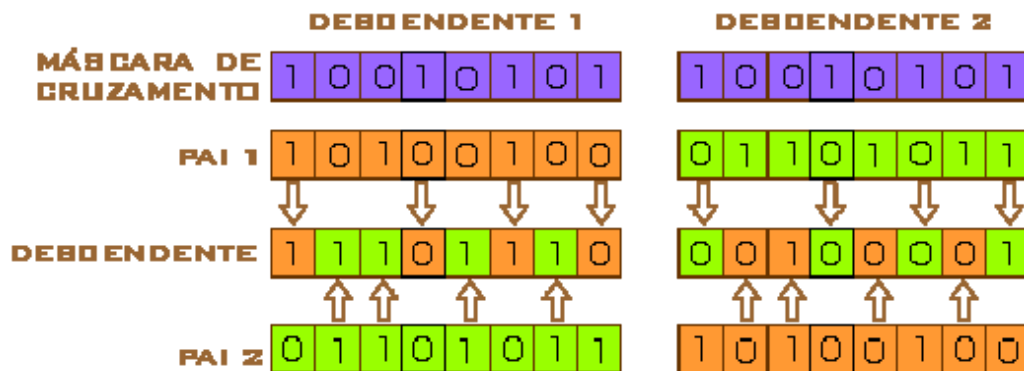 DESCENDENTE 1 DESCENDENTE 2
MÁSCARA DE
CRUZAMENTO 1 0 0 1 0 1 0 1 1 0 0 1 0 1 0 1
PAI 1 1 0 1 0 0 1 0 0 0 1 1 0 1 0 1 1
DESCENDENTE 1 1 1 0 1 1 1 0 0 0 1 0 0 0 0 1
PAI 2 0 1 1 0 1 0 1 1 1 0 1 0 0 1 0 0